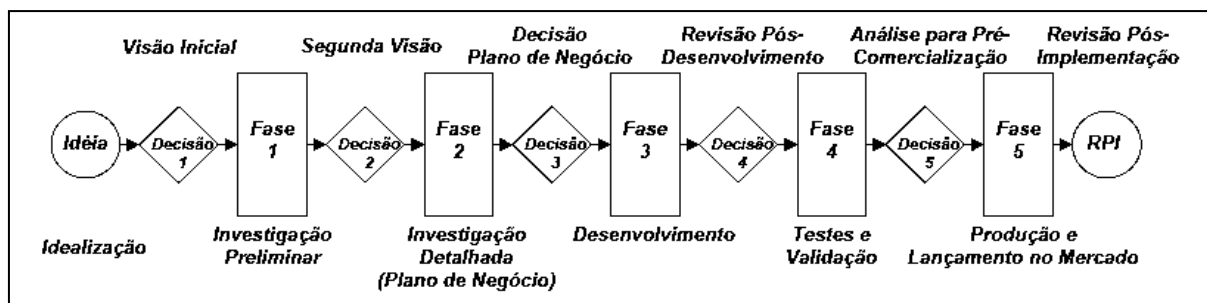 Visão Inicial
Segunda Visão
Decisão
Plano de Negócio
Revisão Pós-
Desenvolvimento
Análise para Pré-
Comercialização
Revisão Pós-
Implementação
Idéia
Decisão
1
Fase
1
Decisão
2
Fase
2
Decisão
3
Fase
3
Decisão
4
Fase
4
Decisão
5
Fase
5
RPI
Idealização
Investigação
Preliminar
Investigação
Detalhada
(Plano de Negócio)
Desenvolvimento
Testes e
Validação
Produção e
Lançamento no Mercado